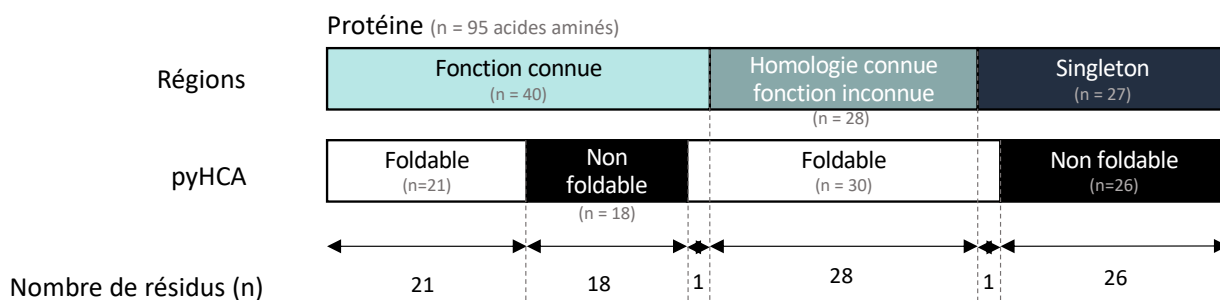 Protéine (n = 95 acides aminés)
Régions
Fonction connue
(n = 40)
Homologie connue
fonction inconnue
(n = 28)
Singleton
(n = 27)
pyHCA
Foldable
(n=21)
Non
foldable
(n = 18)
Foldable
(n = 30)
Non foldable
(n=26)
Nombre de résidus (n)
21
18
1
28
1
26